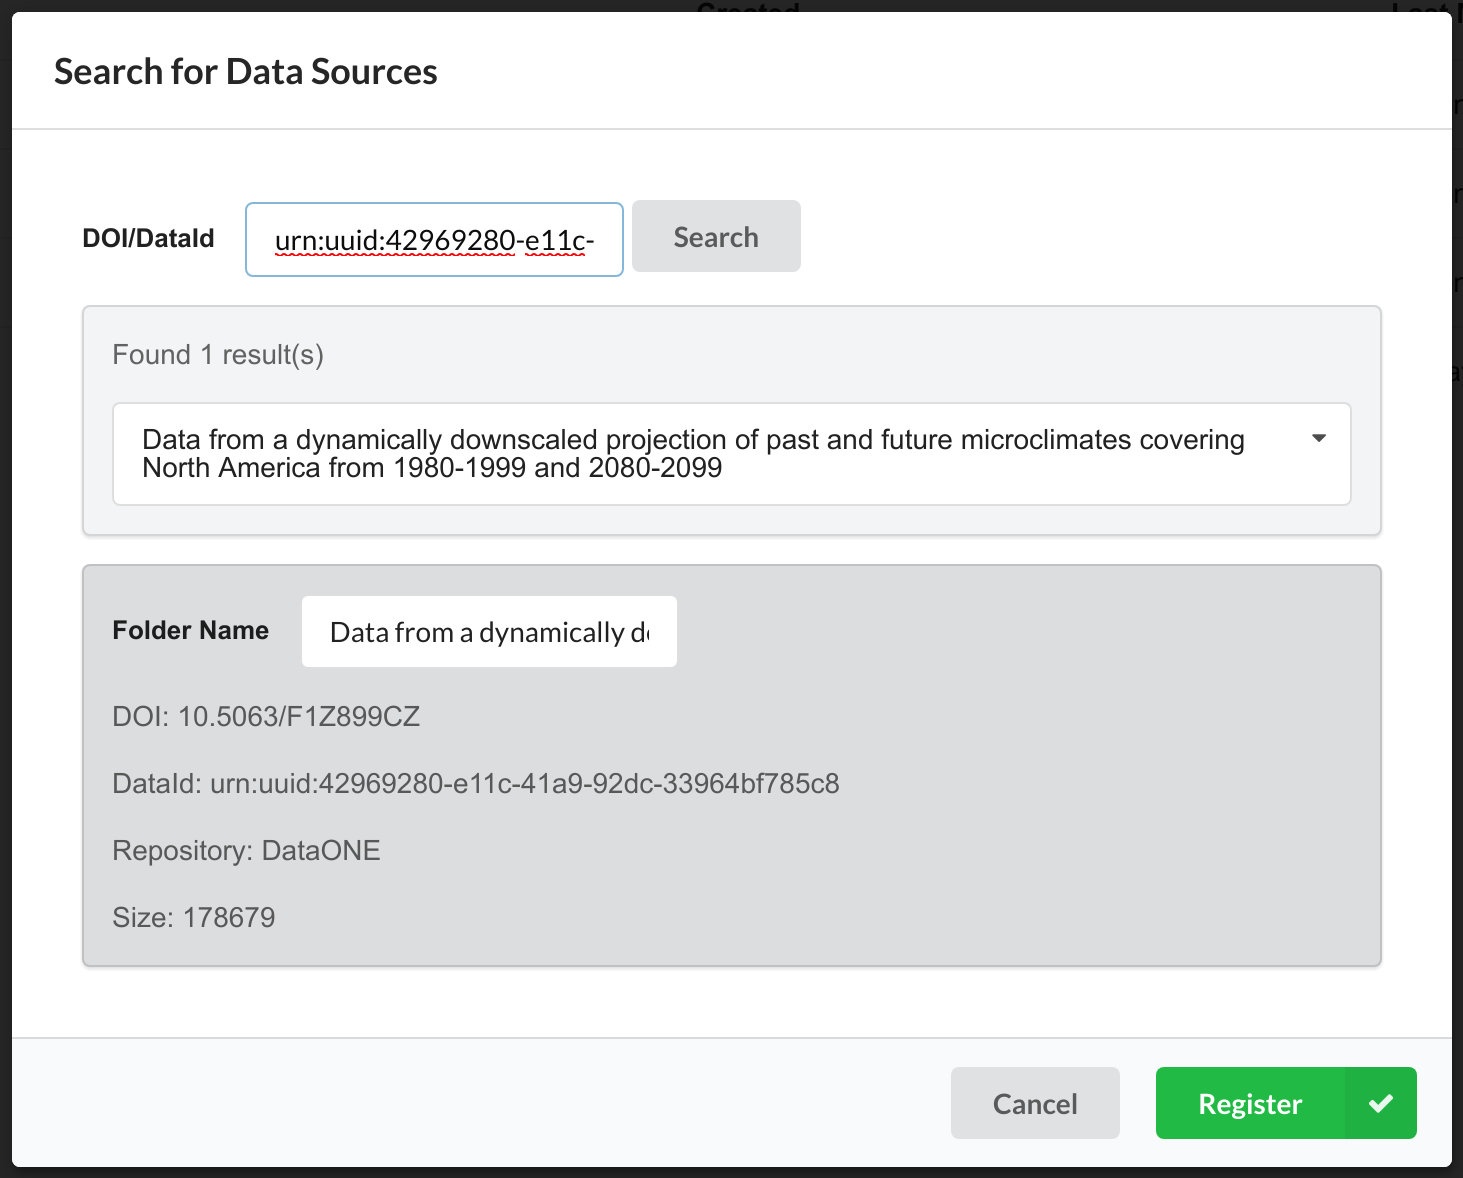 Search for Data Sources
DOI/DataId
urn:uuid:42969280-e11c-
Search
Found 1 result(s)
Data from a dynamically downscaled projection of past and future microclimates covering
North America from 1980-1999 and 2080-2099
Folder Name
Data from a dynamically
DOI: 10.5063/F1Z899CZ
DataId: urn:uuid:42969280-e11c-41a9-92dc-33964bf785c8
Repository: DataONE
Size: 178679
Cancel
Register